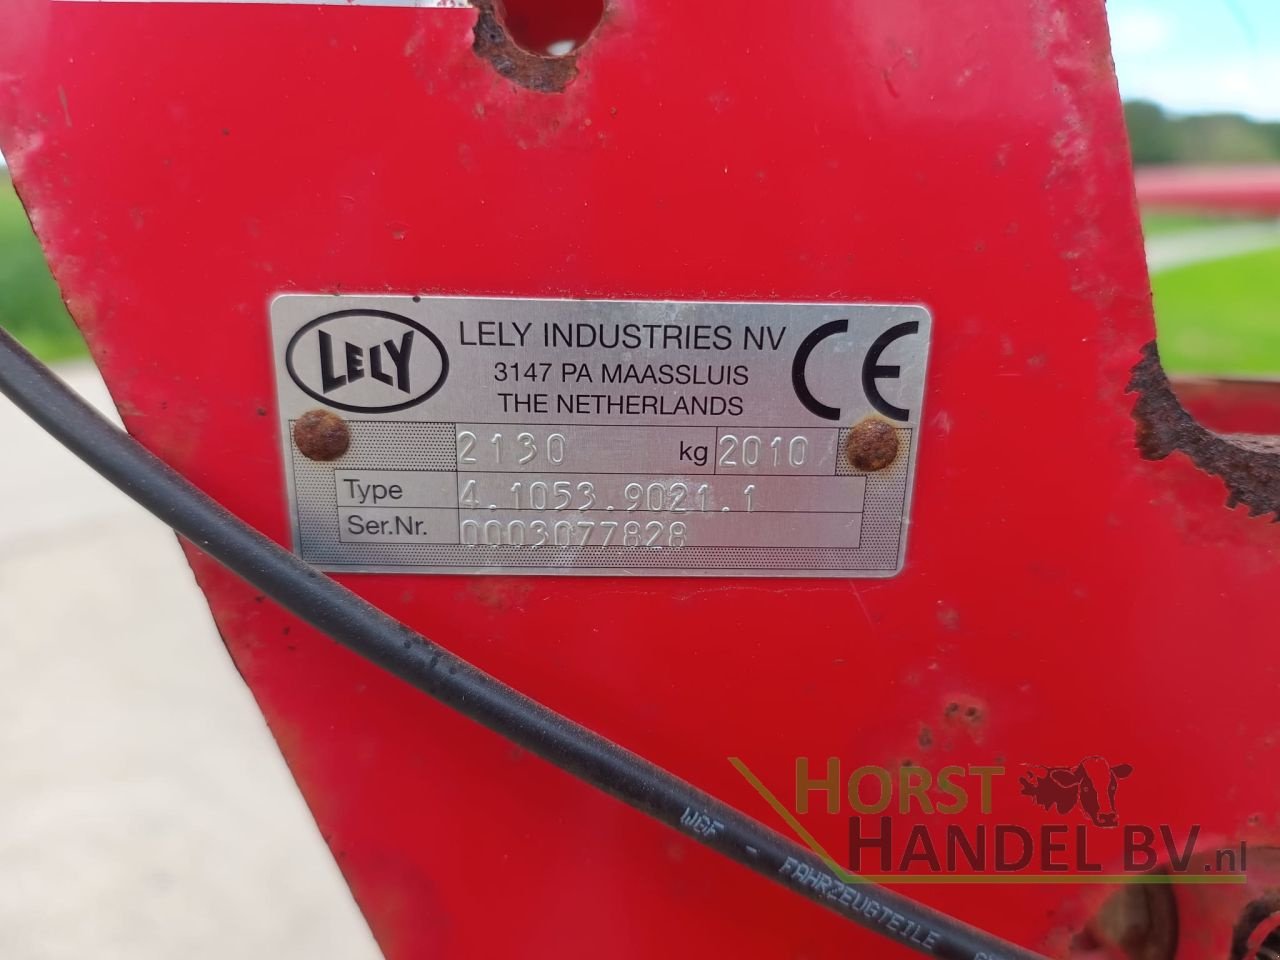 LELY
LELY INDUSTRIES NV
3147 PA MAASSLUIS
THE NETHERLANDS
CE
2130 kg 2010
Type 4.1053.9021.1
Ser.Nr. 0003077828
WGF - FAHRZEUGTEILE
HORST
HANDEL BV.nl